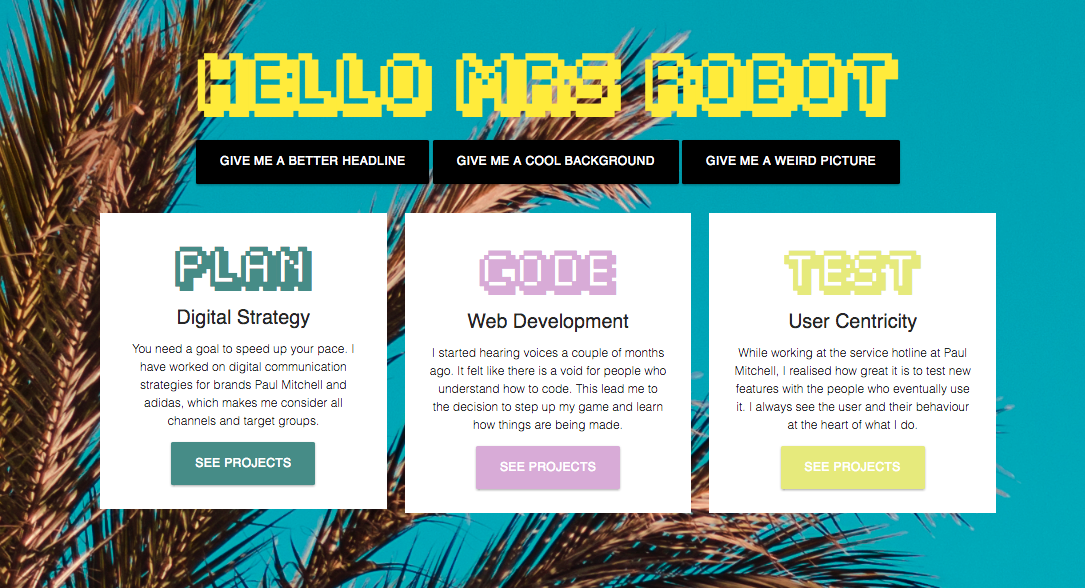 HELLO MRS ROBOT
GIVE ME A BETTER HEADLINE
GIVE ME A COOL BACKGROUND
GIVE ME A WEIRD PICTURE
PLAN
Digital Strategy
You need a goal to speed up your pace. I
have worked on digital communication
strategies for brands Paul Mitchell and
adidas, which makes me consider all
channels and target groups.
SEE PROJECTS
CODE
Web Development
I started hearing voices a couple of months
ago. It felt like there is a void for people who
understand how to code. This lead me to
the decision to step up my game and learn
how things are being made.
SEE PROJECTS
TEST
User Centricity
While working at the service hotline at Paul
Mitchell, I realised how great it is to test new
features with the people who eventually use
it. I always see the user and their behaviour
at the heart of what I do.
SEE PROJECTS